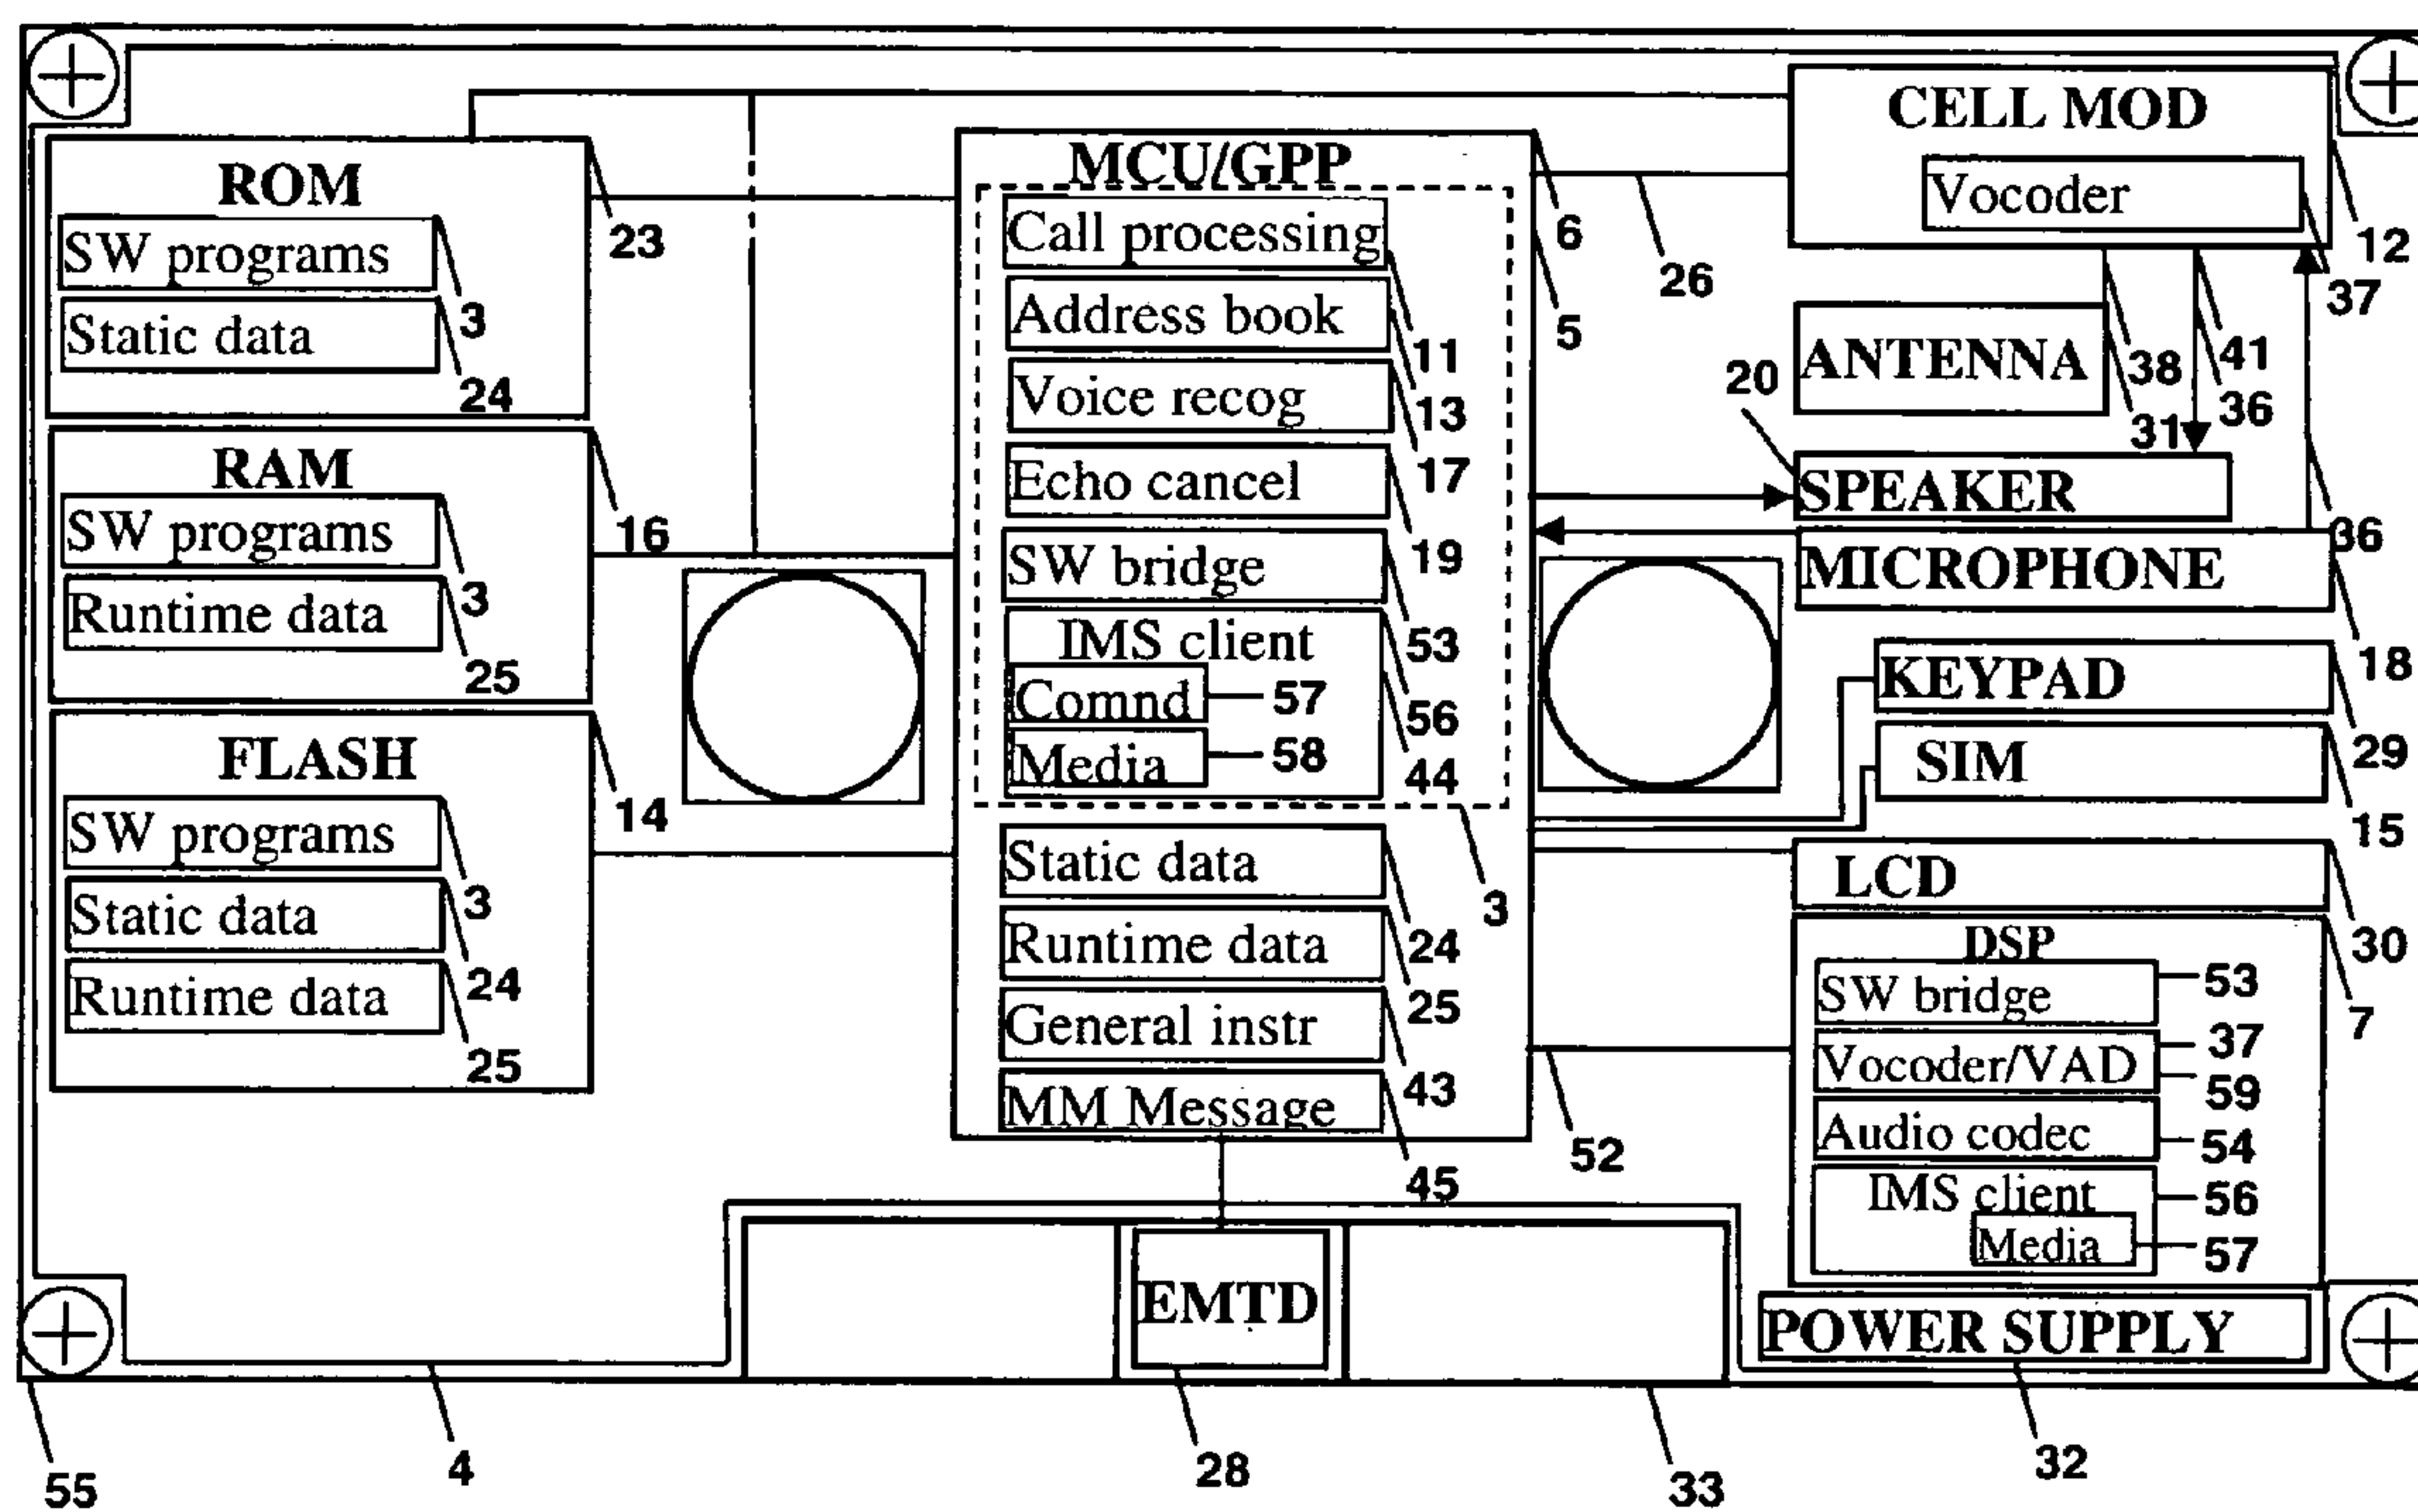 ROM
SW programs
3
Static data
24
23
RAM
SW programs
3
Runtime data
25
16
FLASH
SW programs
3
Static data
24
Runtime data
25
14
MCU/GPP
Call processing
11
Address book
13
Voice recog
17
Echo cancel
19
SW bridge
53
IMS client
56
44
Comnd 57
Media 58
3
Static data
24
Runtime data
25
General instr
43
MM Message
45
6
5
26
52
CELL MOD
Vocoder
12
37
ANTENNA
38
31
41
36
20
SPEAKER
36
MICROPHONE
18
KEYPAD
29
SIM
15
LCD
30
DSP
7
SW bridge 53
Vocoder/VAD 37
59
Audio codec 54
IMS client 56
Media 57
POWER SUPPLY
EMTD
55
4
28
33
32